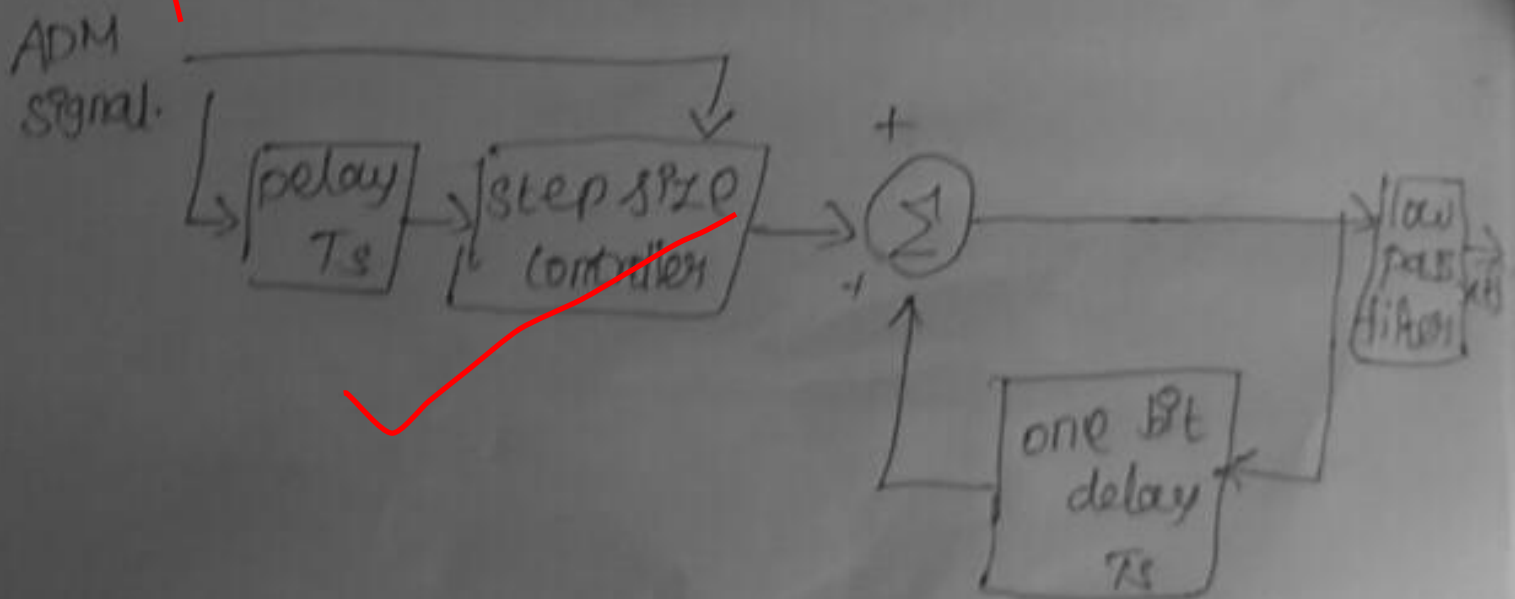 ADM
signal.
Delay
Ts
step size
controller
+
Σ
+
low
pass
filter
one Bit
delay
Ts